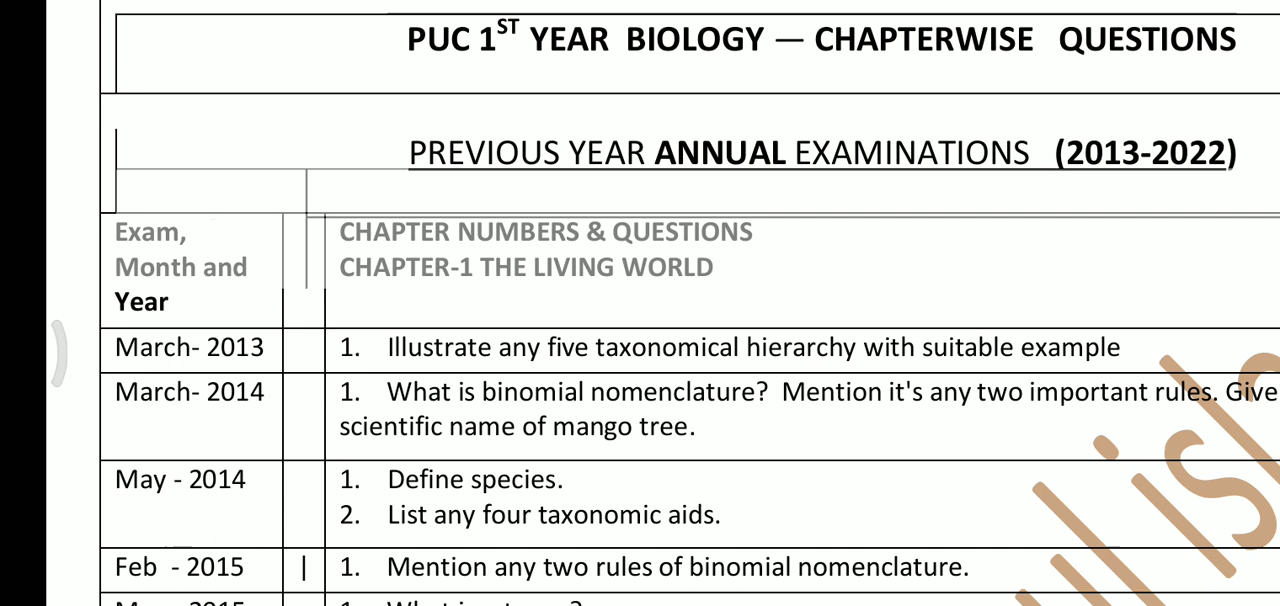 PUC 1ST YEAR BIOLOGY — CHAPTERWISE QUESTIONS
PREVIOUS YEAR ANNUAL EXAMINATIONS (2013-2022)
Exam,
Month and
Year
CHAPTER NUMBERS & QUESTIONS
CHAPTER-1 THE LIVING WORLD
March- 2013
1. Illustrate any five taxonomical hierarchy with suitable example
March- 2014
1. What is binomial nomenclature? Mention it's any two important rules. Give
scientific name of mango tree.
May - 2014
1. Define species.
2. List any four taxonomic aids.
Feb - 2015 |
1. Mention any two rules of binomial nomenclature.